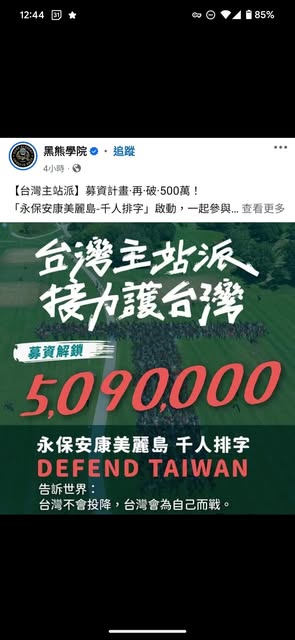 12:44
31
85%
黑熊學院
追蹤
4小時
【台灣主站派】募資計畫·再·破·500萬！
「永保安康美麗島-千人排字」啟動，一起參與... 查看更多
台灣主站派
接力護台灣
募資解鎖
5,090,000
永保安康美麗島 千人排字
DEFEND TAIWAN
告訴世界：
台灣不會投降，台灣會為自己而戰。